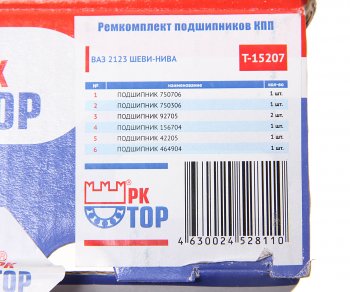 Ремкомплект подшипников КПП
ВАЗ 2123 ШЕВИ-НИВА
Т-15207
№ наименование кол-во
1 ПОДШИПНИК 750706 1 шт.
2 ПОДШИПНИК 750306 1 шт.
3 ПОДШИПНИК 92705 2 шт.
4 ПОДШИПНИК 156704 1 шт.
5 ПОДШИПНИК 42205 1 шт.
6 ПОДШИПНИК 464904 1 шт.
РК
ТОР
РК
ТОР
4 630024 528110
РК